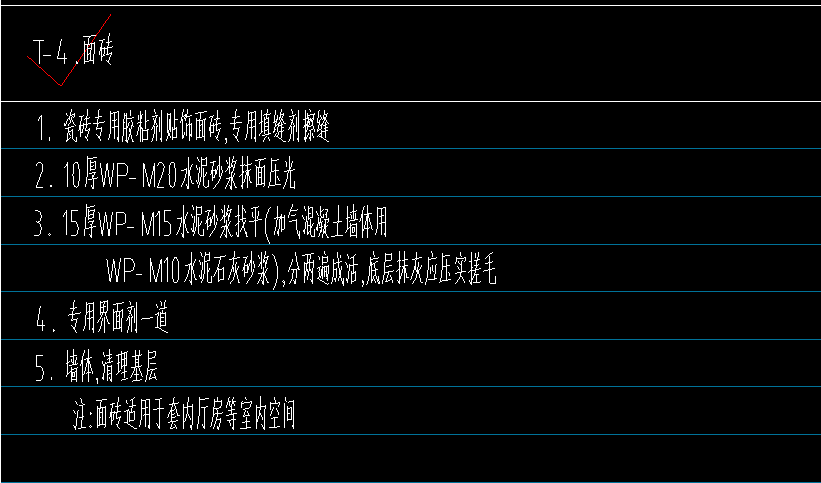 T-4.面砖
1. 瓷砖专用胶粘剂贴饰面砖,专用填缝剂擦缝
2. 10厚WP-M20水泥砂浆抹面压光
3. 15厚WP-M15水泥砂浆找平(加气混凝土墙体用
WP-M10水泥石灰砂浆),分两遍成活,底层抹灰应压实搓毛
4. 专用界面剂一道
5. 墙体,清理基层
注:面砖适用于套内厅房等室内空间